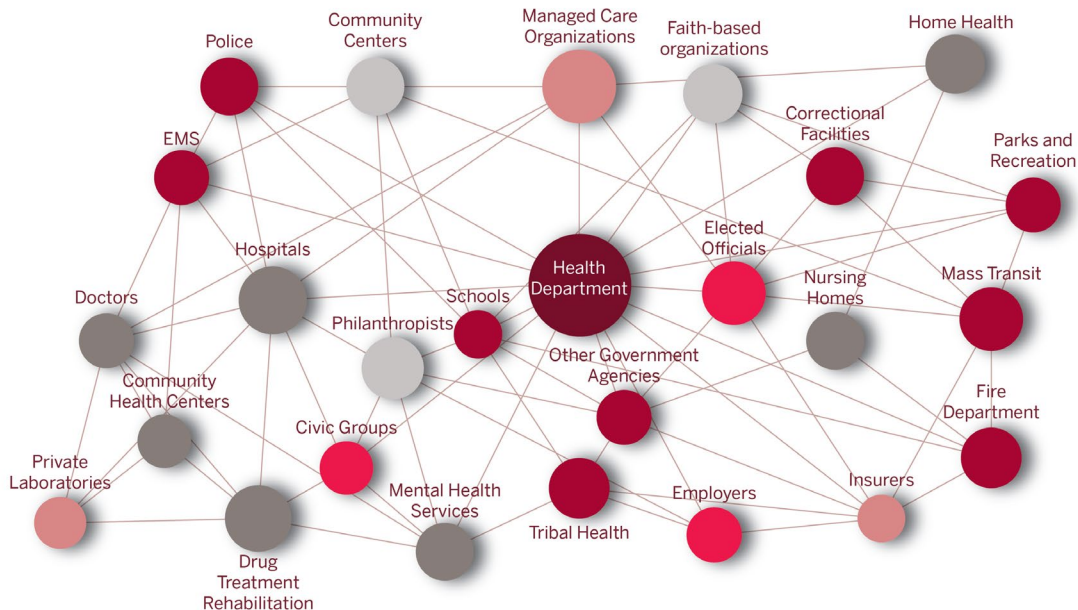 Police
Community
Centers
Managed Care
Organizations
Faith-based
organizations
Home Health
EMS
Correctional
Facilities
Parks and
Recreation
Hospitals
Health
Department
Elected
Officials
Doctors
Schools
Nursing
Homes
Mass Transit
Philanthropists
Other Government
Agencies
Community
Health Centers
Civic Groups
Fire
Department
Private
Laboratories
Mental Health
Services
Tribal Health
Employers
Insurers
Drug
Treatment
Rehabilitation